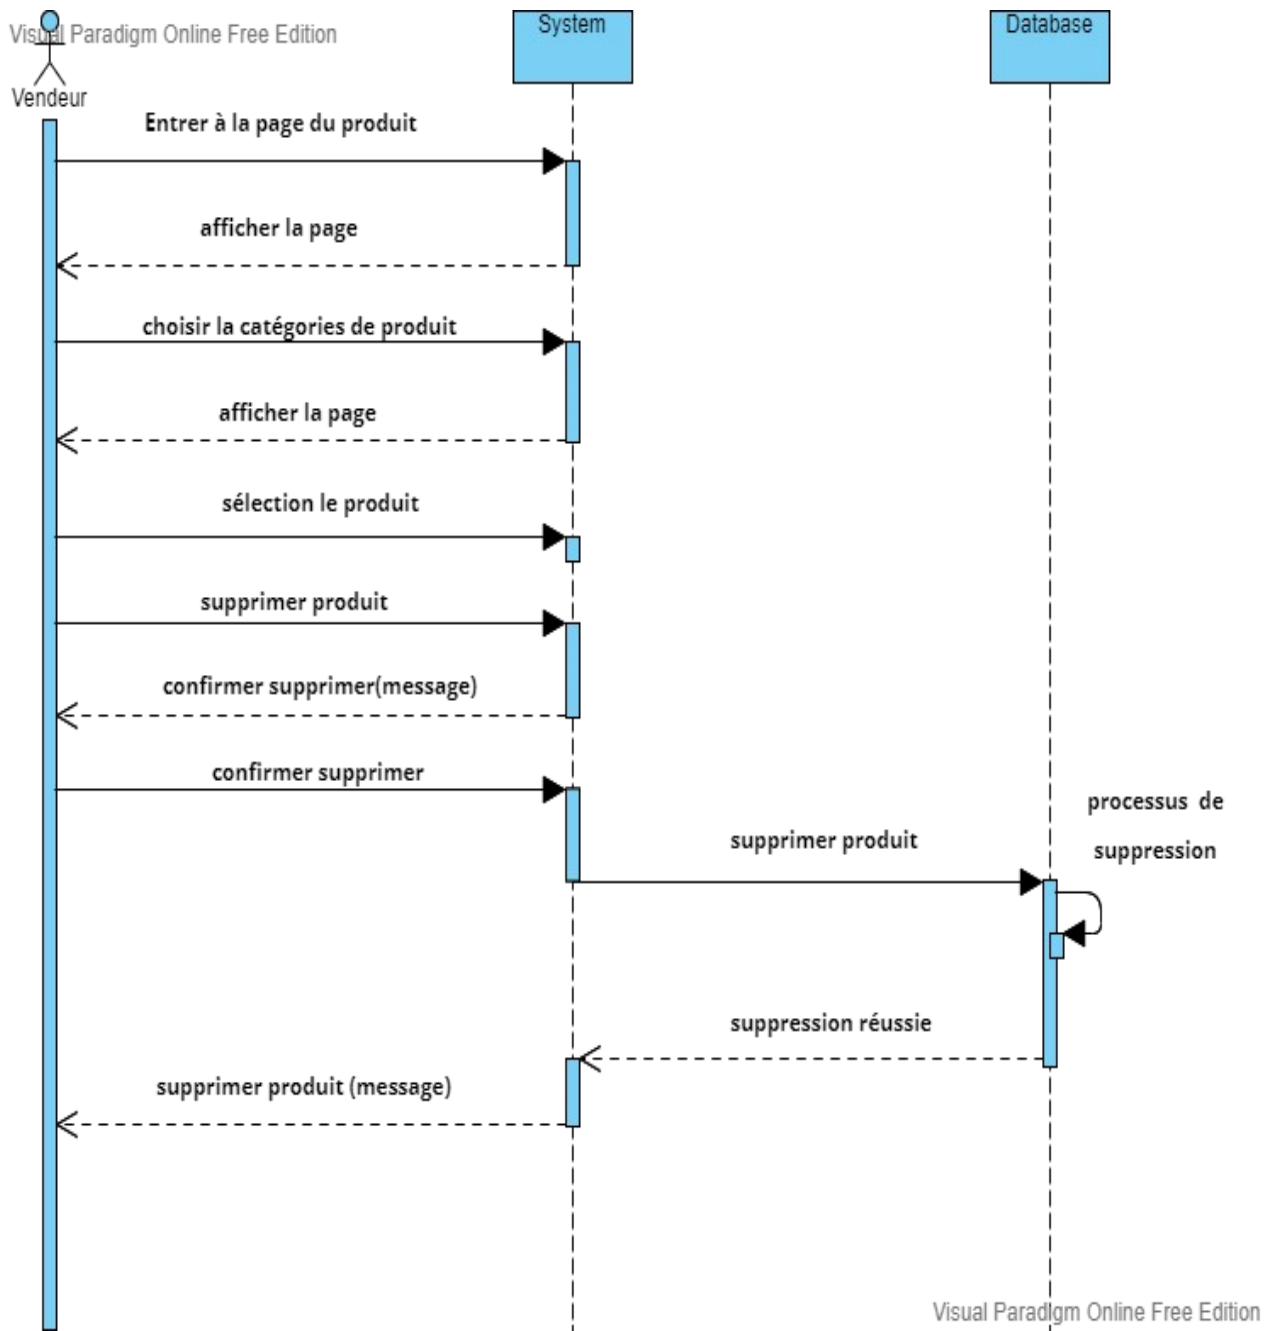 Visual Paradigm Online Free Edition
System
Database
Vendeur
Entrer à la page du produit
afficher la page
choisir la catégories de produit
afficher la page
sélection le produit
supprimer produit
confirmer supprimer(message)
confirmer supprimer
processus de
suppression
supprimer produit
suppression réussie
supprimer produit (message)
Visual Paradigm Online Free Edition